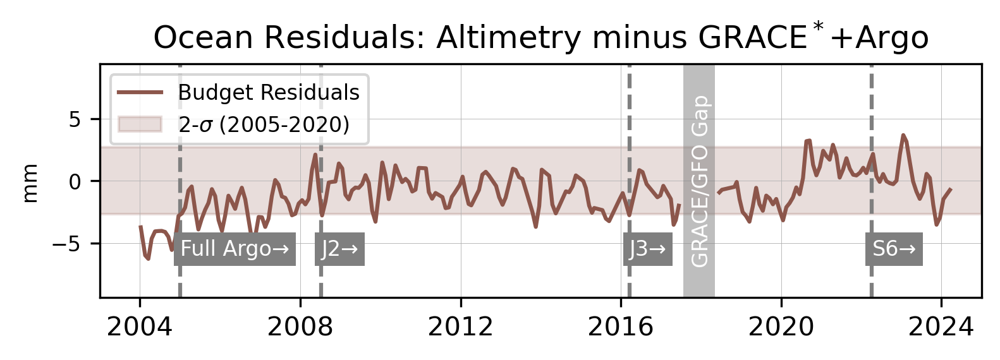 Ocean Residuals: Altimetry minus GRACE*+Argo
Budget Residuals
2-σ (2005-2020)
mm
5
0
−5
Full Argo→
J2→
J3→
GRACE/GFO Gap
S6→
2004
2008
2012
2016
2020
2024